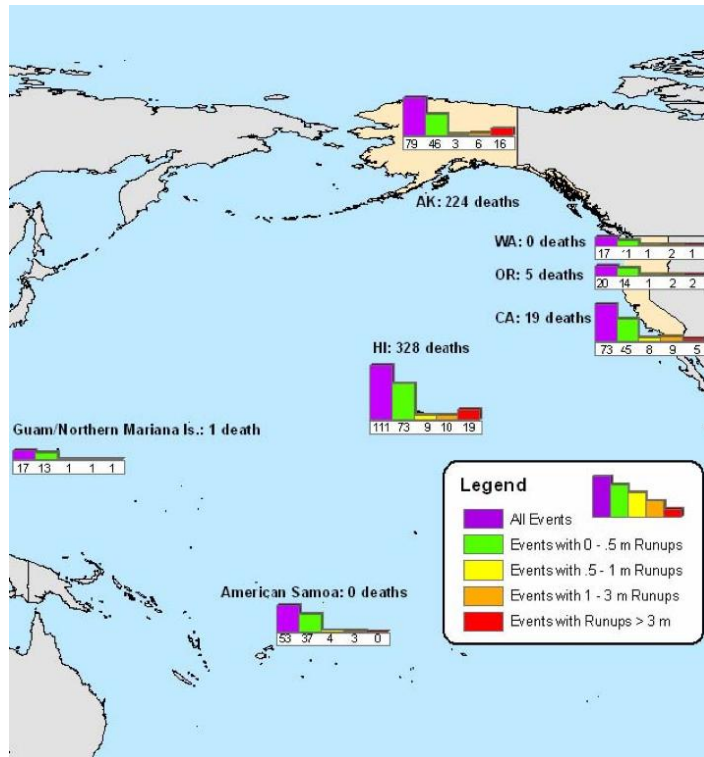 79 46 3 6 16
AK: 224 deaths
WA: 0 deaths
17 11 1 2 1
OR: 5 deaths
20 14 1 2 2
CA: 19 deaths
73 45 8 9 5
HI: 328 deaths
111 73 9 10 19
Guam/Northern Mariana Is.: 1 death
17 13 1 1 1
Legend
All Events
Events with 0 - .5 m Runups
Events with .5 - 1 m Runups
Events with 1 - 3 m Runups
Events with Runups > 3 m
American Samoa: 0 deaths
53 37 4 3 0